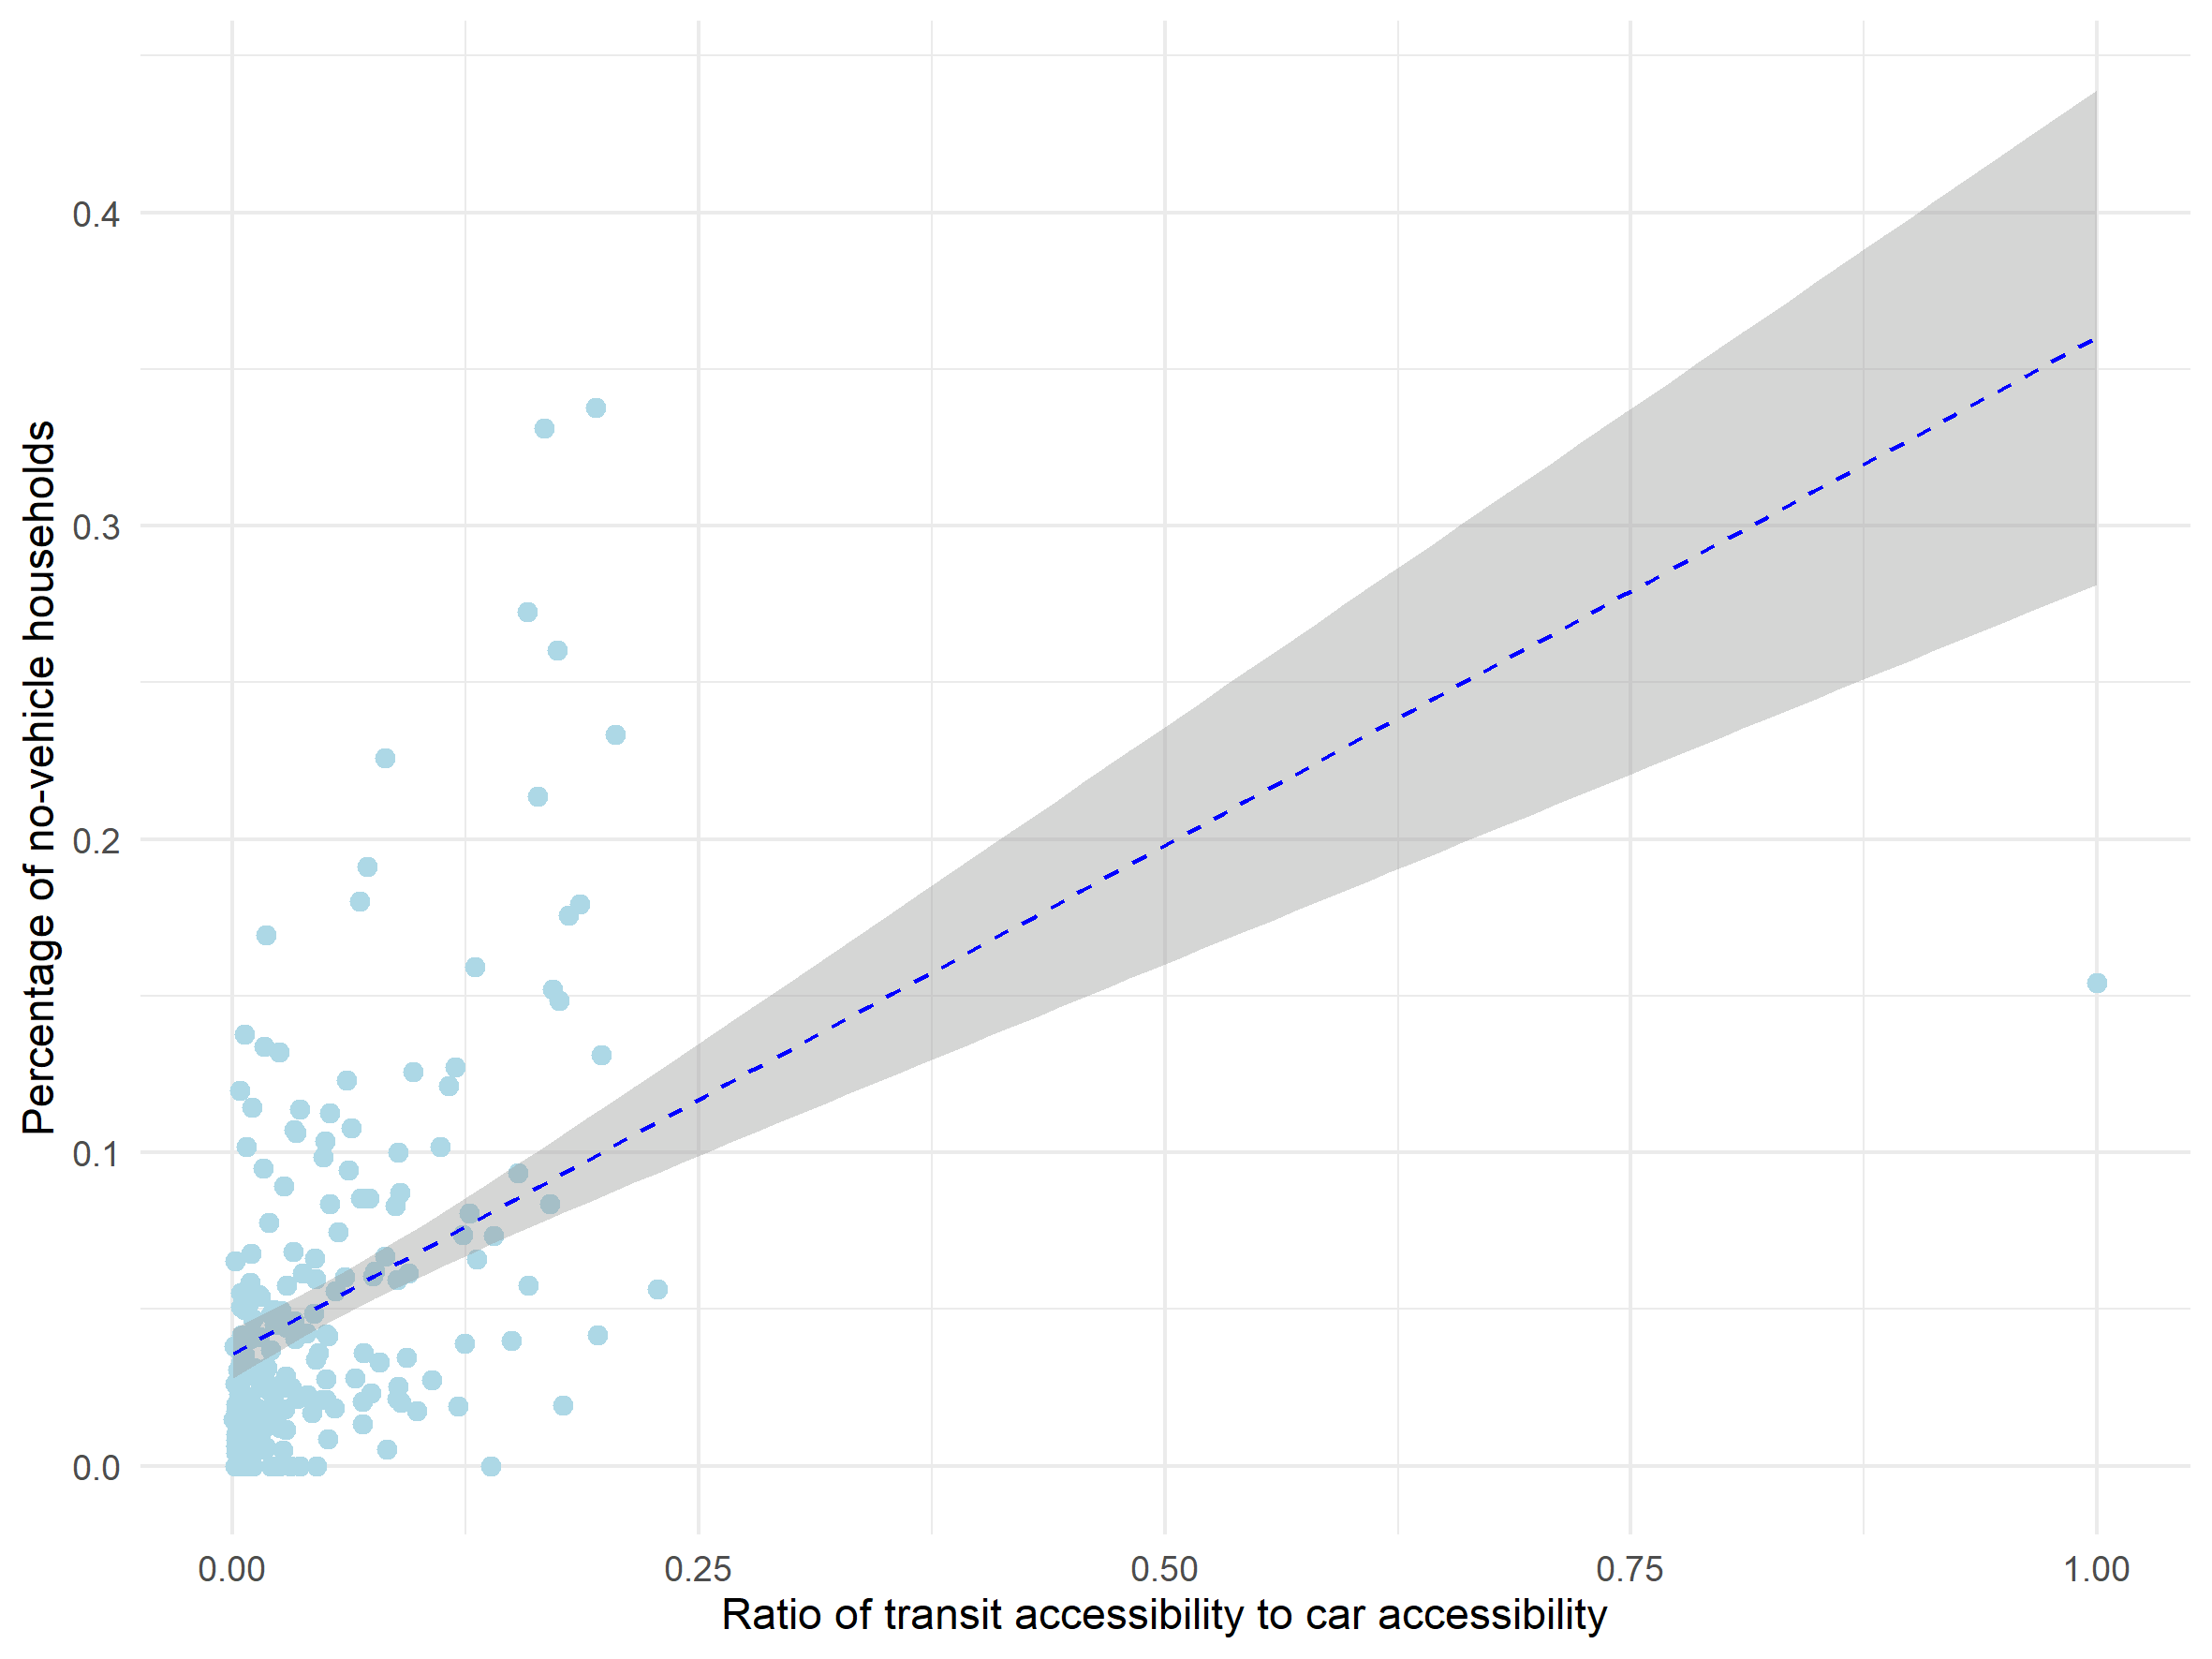 Percentage of no-vehicle households
0.4
0.3
0.2
0.1
0.0
0.00 0.25 0.50 0.75 1.00
Ratio of transit accessibility to car accessibility